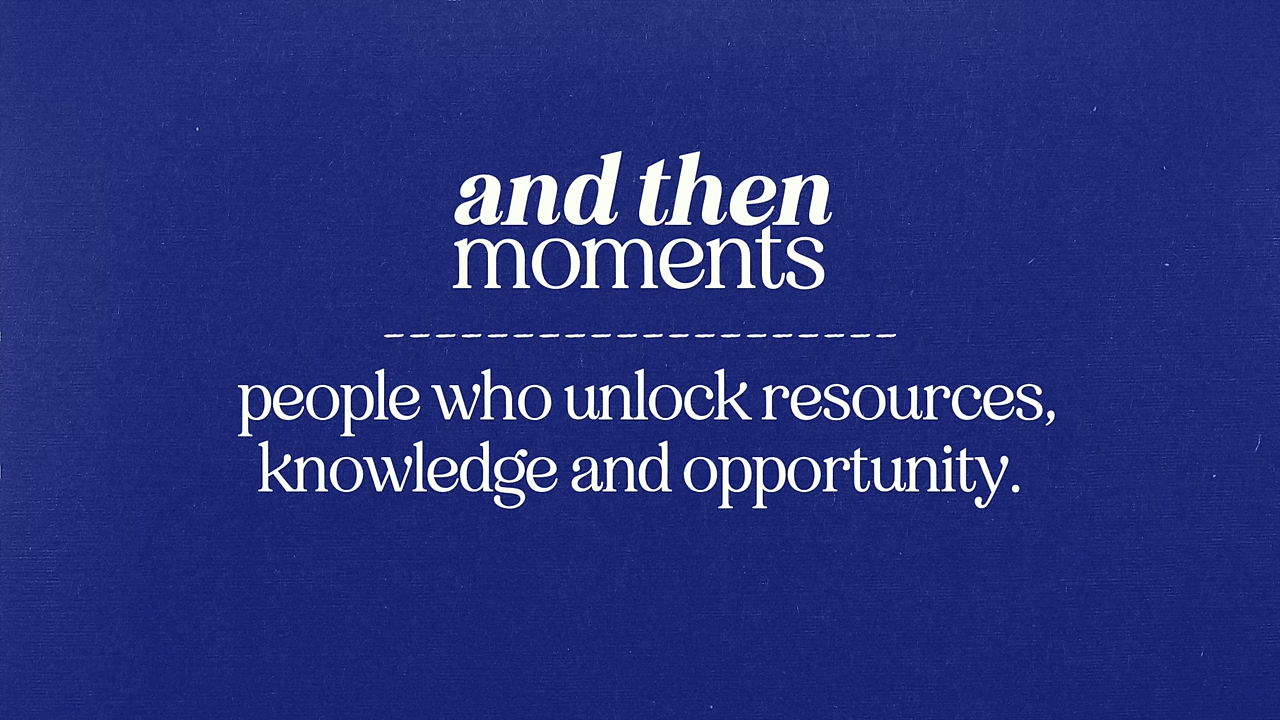 and then
moments
people who unlock resources,
knowledge and opportunity.